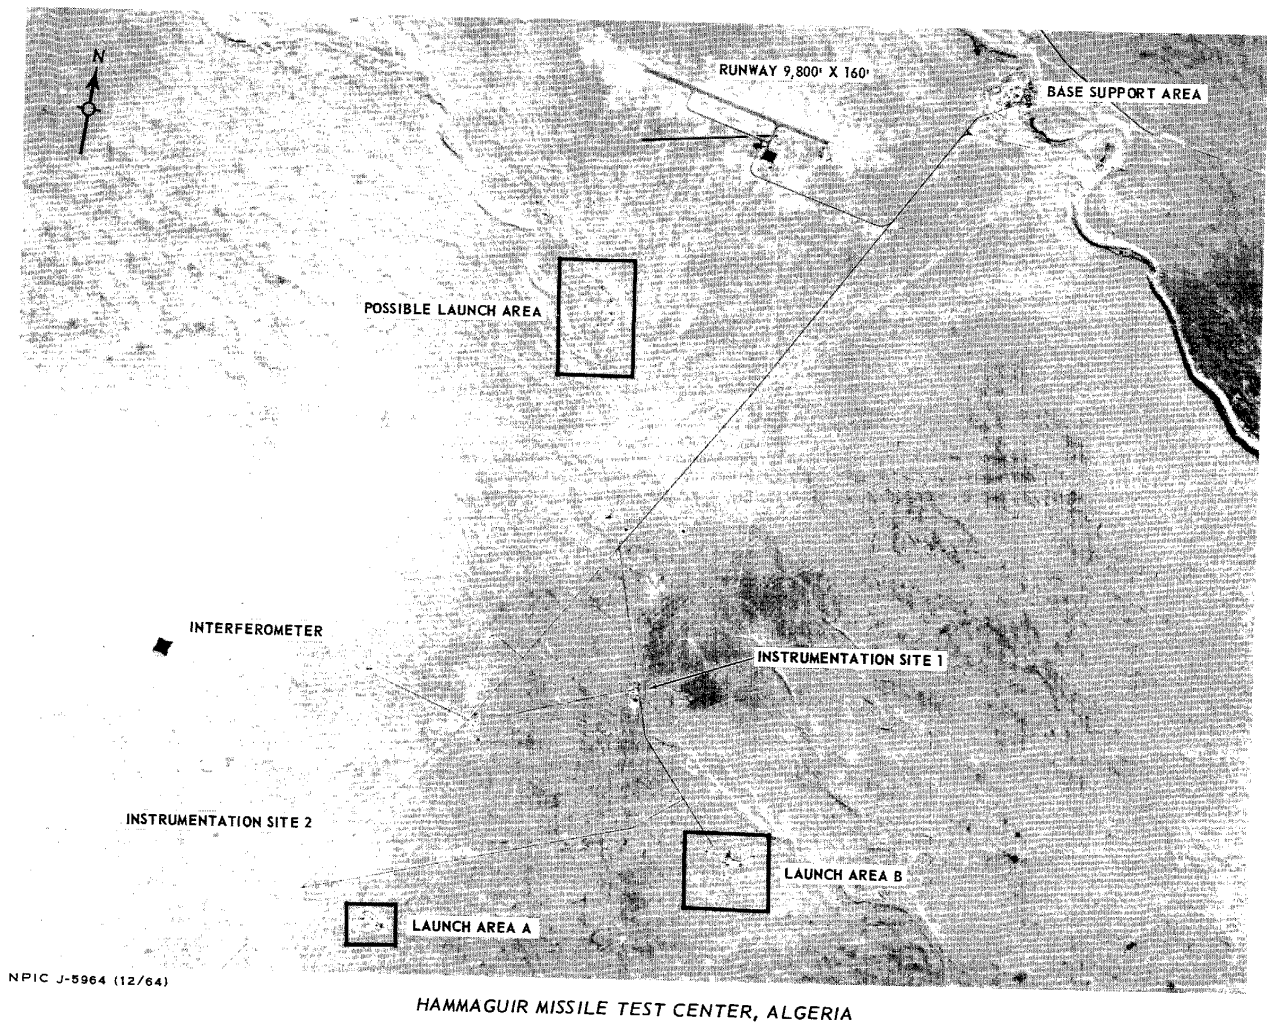 N
RUNWAY 9,800' X 160'
BASE SUPPORT AREA
POSSIBLE LAUNCH AREA
INTERFEROMETER
INSTRUMENTATION SITE 1
INSTRUMENTATION SITE 2
LAUNCH AREA B
LAUNCH AREA A
NPIC J-5964 (12/64)
HAMMAGUIR MISSILE TEST CENTER, ALGERIA